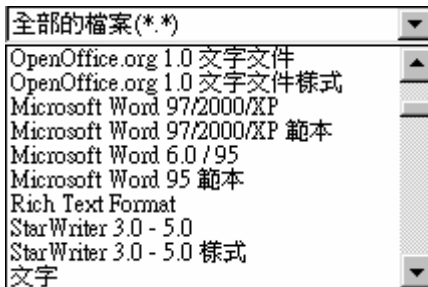 全部的檔案(*.*)
OpenOffice.org 1.0 文字文件
OpenOffice.org 1.0 文字文件樣式
Microsoft Word 97/2000/XP
Microsoft Word 97/2000/XP 範本
Microsoft Word 6.0 / 95
Microsoft Word 95 範本
Rich Text Format
StarWriter 3.0 - 5.0
StarWriter 3.0 - 5.0 樣式
文字